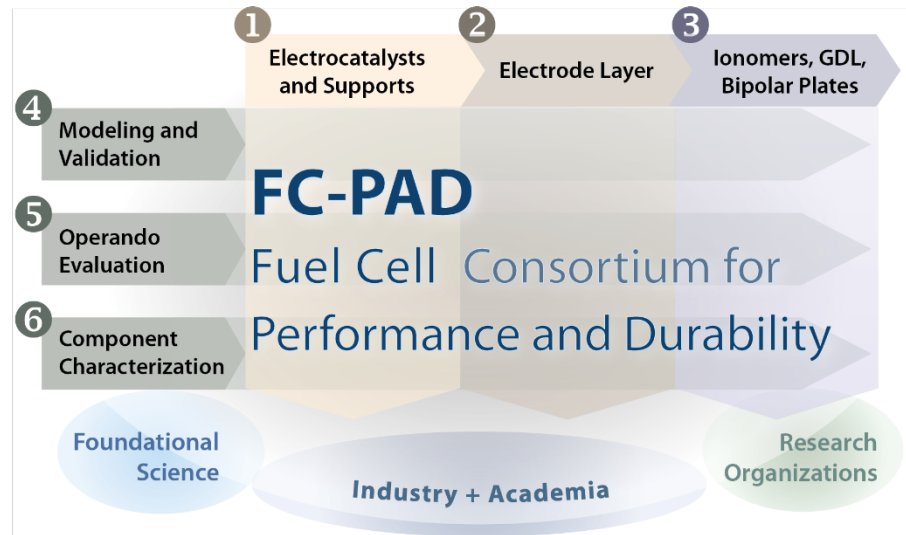 1
Electrocatalysts
and Supports
2
Electrode Layer
3
Ionomers, GDL,
Bipolar Plates
4
Modeling and
Validation
5
Operando
Evaluation
6
Component
Characterization
FC-PAD
Fuel Cell Consortium for
Performance and Durability
Foundational
Science
Industry + Academia
Research
Organizations